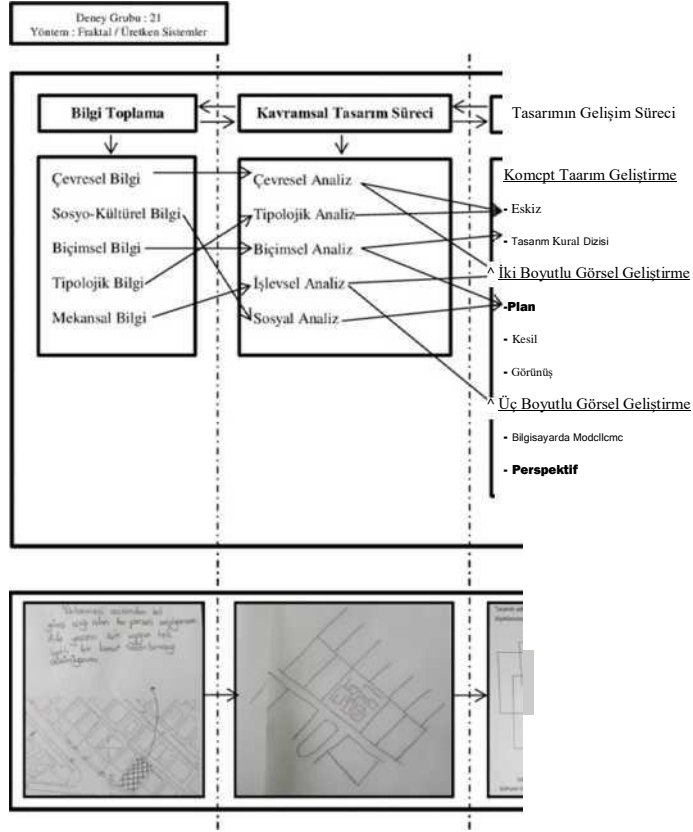 Deney Grubu : 21
Yöntem : Fraktal / Üretken Sistemler
Bilgi Toplama
Kavramsal Tasarım Süreci
Tasarımın Gelişim Süreci
Çevresel Bilgi
Sosyo-Kültürel Bilgi
Biçimsel Bilgi
Tipolojik Bilgi
Mekansal Bilgi
Çevresel Analiz
Tipolojik Analiz
Biçimsel Analiz
İşlevsel Analiz
Sosyal Analiz
Komcpt Taarım Geliştirme
- Eskiz
- Tasanm Kural Dizisi
^ İki Boyutlu Görsel Geliştirme
-Plan
- Kesil
- Görünüş
^ Üç Boyutlu Görsel Geliştirme
- Bilgisayarda Modcllcmc
- Perspektif